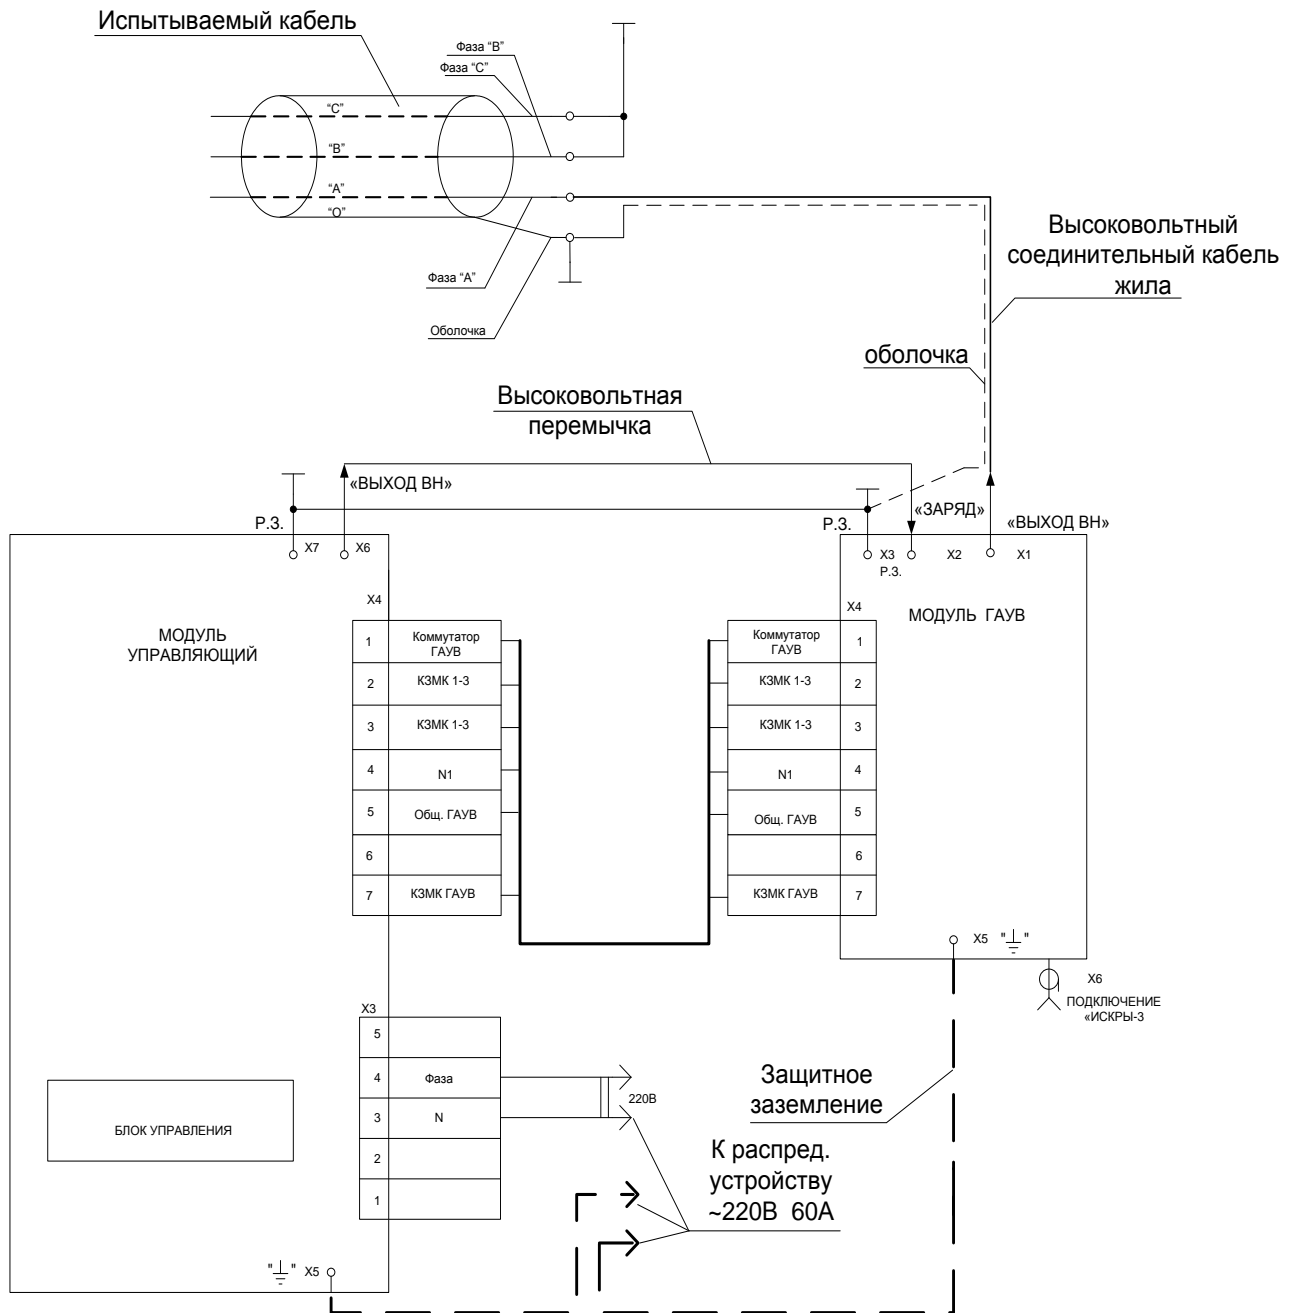 Испытываемый кабель
Фаза “В”
Фаза “С”
“С”
“В”
“А”
“О”
Фаза “А”
Оболочка
Высоковольтный
соединительный кабель
жила
оболочка
Высоковольтная
перемычка
«ВЫХОД ВН»
«ЗАРЯД»
«ВЫХОД ВН»
Р.З.
Р.З.
Х7
Х6
Х3
Р.З.
Х2
Х1
МОДУЛЬ
УПРАВЛЯЮЩИЙ
Х4
1 Коммутатор
ГАУВ
2 КЗМК 1-3
3 КЗМК 1-3
4 N1
5 Общ. ГАУВ
6
7 КЗМК ГАУВ
МОДУЛЬ ГАУВ
Х4
Коммутатор
ГАУВ 1
КЗМК 1-3 2
КЗМК 1-3 3
N1 4
Общ. ГАУВ 5
6
КЗМК ГАУВ 7
Х5 " "
Х6
ПОДКЛЮЧЕНИЕ
«ИСКРЫ-3
Х3
5
4 Фаза
3 N
2
1
220В
БЛОК УПРАВЛЕНИЯ
Защитное
заземление
К распред.
устройству
~220В 60А
" " Х5